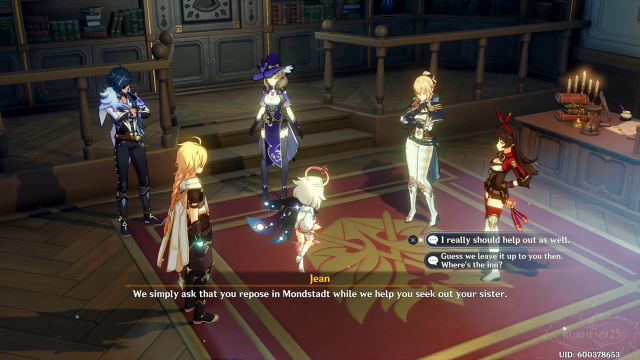 I really should help out as well.
Guess we leave it up to you then.
Where's the inn?
Jean
We simply ask that you repose in Mondstadt while we help you seek out your sister.
RUBHEN925
UID: 600378653